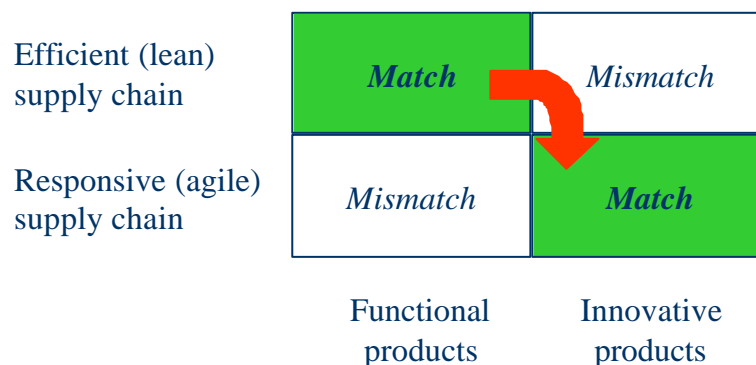 Efficient (lean)
supply chain
Match
Mismatch
Responsive (agile)
supply chain
Mismatch
Match
Functional
products
Innovative
products